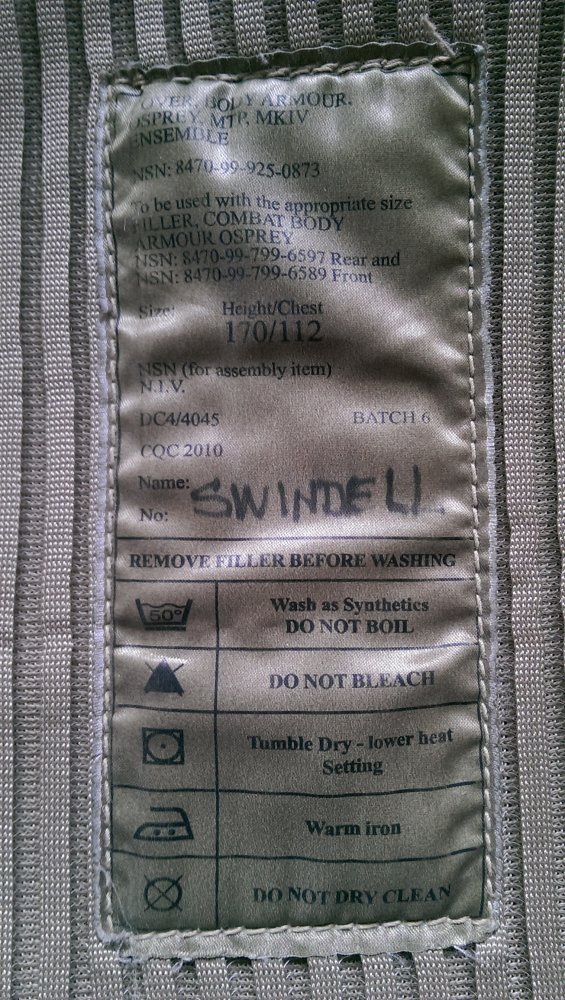 OVER, BODY ARMOUR,
OSPREY, MTP, MKIV
ENSEMBLE
NSN: 8470-99-925-0873
To be used with the appropriate size
FILLER, COMBAT BODY
ARMOUR OSPREY
NSN: 8470-99-799-6597 Rear and
NSN: 8470-99-799-6589 Front
Size: Height/Chest
170/112
NSN (for assembly item)
N.I.V.
DC4/4045 BATCH 6
CQC 2010
Name: SWINDELL
No:
REMOVE FILLER BEFORE WASHING
50° Wash as Synthetics
DO NOT BOIL
DO NOT BLEACH
Tumble Dry - lower heat
Setting
Warm iron
DO NOT DRY CLEAN